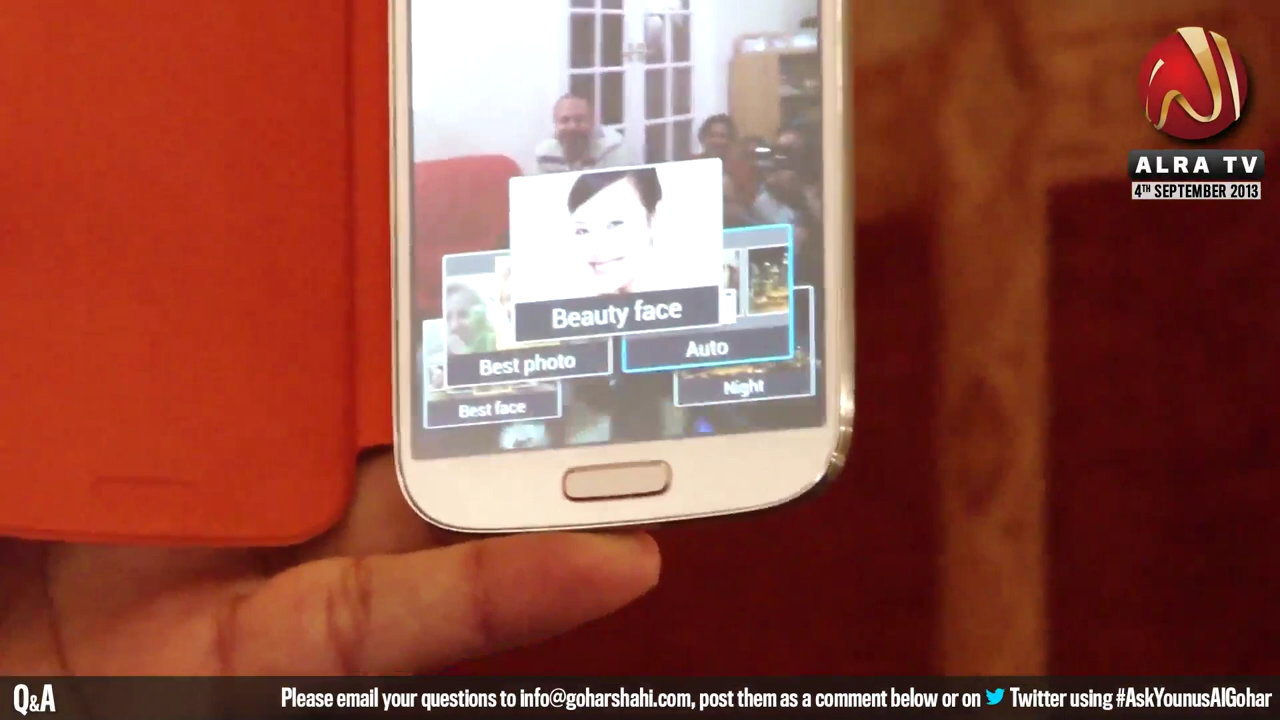 ALRA TV
4TH SEPTEMBER 2013
Beauty face
Best photo
Auto
Best face
Night
Q&A
Please email your questions to info@goharshahi.com, post them as a comment below or on Twitter using #AskYounusAlGohar